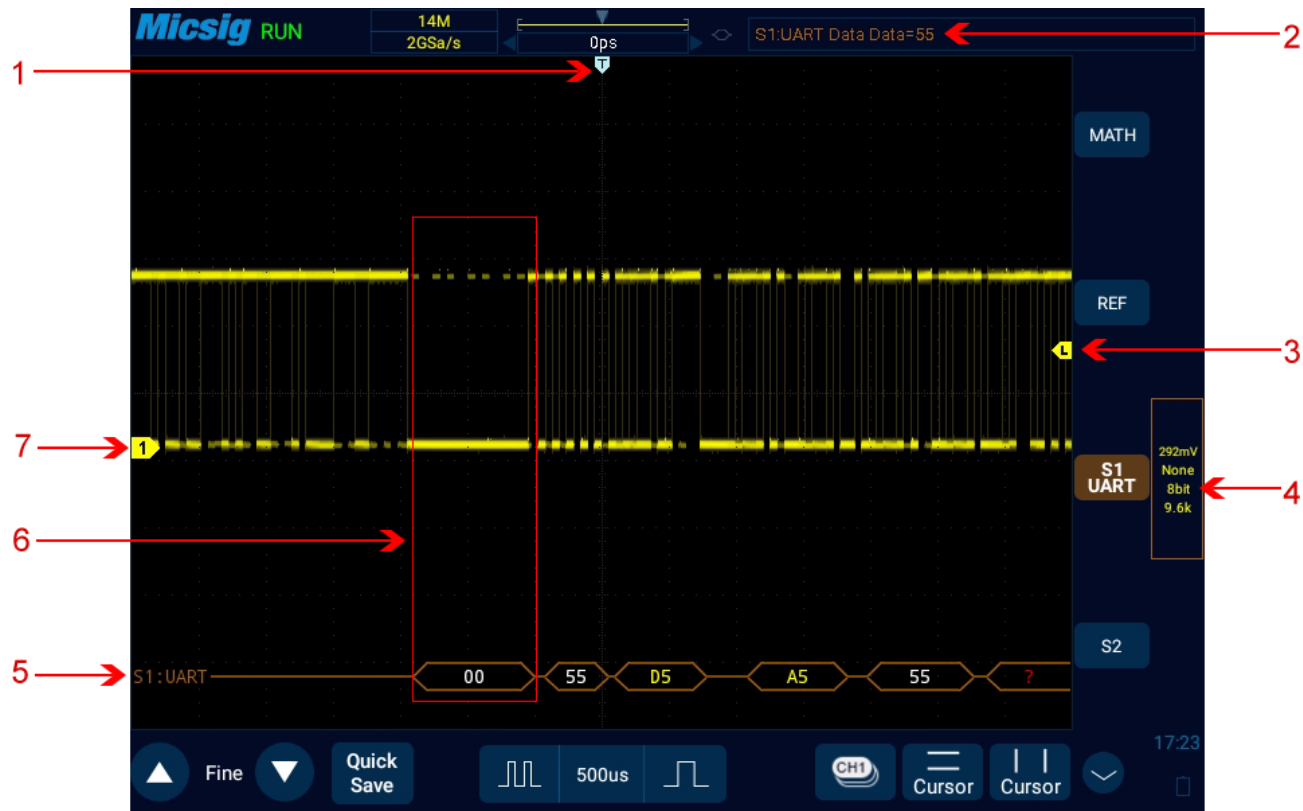 Micsig RUN
14M
2GSa/s
T
0ps
S1:UART Data Data=55
2
1
MATH
REF
L
3
7
1
S1
UART
292mV
None
8bit
9.6k
4
6
S2
5
S1:UART
00
55
D5
A5
55
?
Fine
Quick
Save
500us
CH1
Cursor
Cursor
17:23